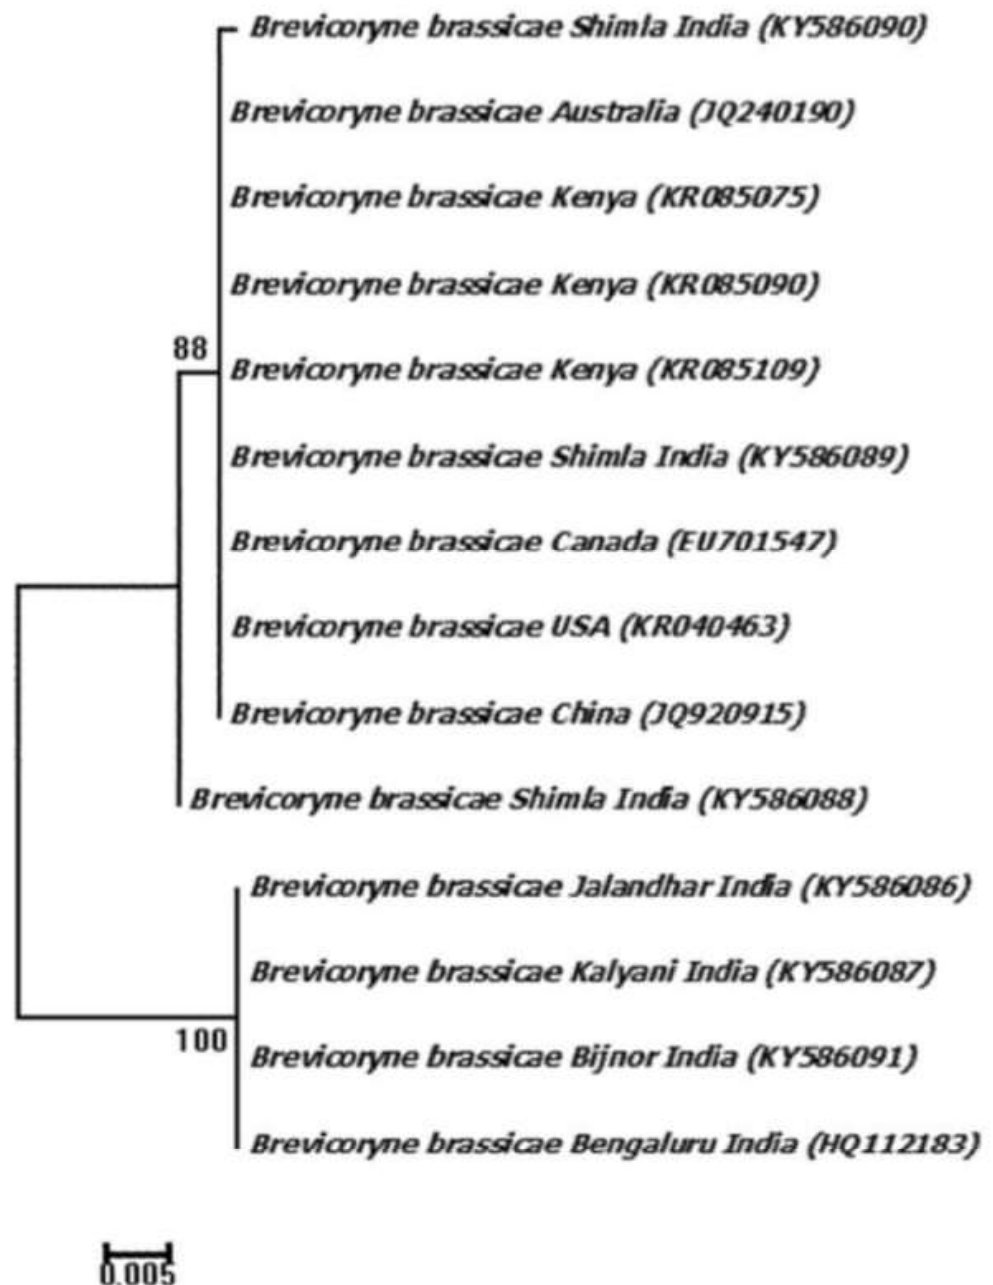 Brevicoryne brassicae Shimla India (KY586090)
Brevicoryne brassicae Australia (JQ240190)
Brevicoryne brassicae Kenya (KR085075)
Brevicoryne brassicae Kenya (KR085090)
88
Brevicoryne brassicae Kenya (KR085109)
Brevicoryne brassicae Shimla India (KY586089)
Brevicoryne brassicae Canada (EU701547)
Brevicoryne brassicae USA (KR040463)
Brevicoryne brassicae China (JQ920915)
Brevicoryne brassicae Shimla India (KY586088)
Brevicoryne brassicae Jalandhar India (KY586086)
Brevicoryne brassicae Kalyani India (KY586087)
100
Brevicoryne brassicae Bijnor India (KY586091)
Brevicoryne brassicae Bengaluru India (HQ112183)
0.005